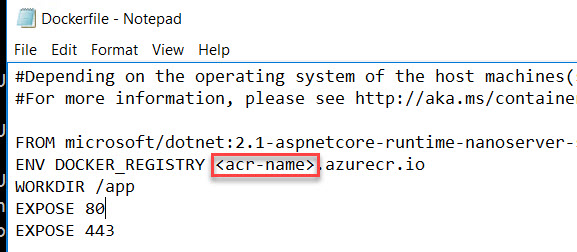 Dockerfile - Notepad
File Edit Format View Help
#Depending on the operating system of the host machines(
#For more information, please see http://aka.ms/container
FROM microsoft/dotnet:2.1-aspnetcore-runtime-nanoserver-
ENV DOCKER_REGISTRY <acr-name>.azurecr.io
WORKDIR /app
EXPOSE 80
EXPOSE 443